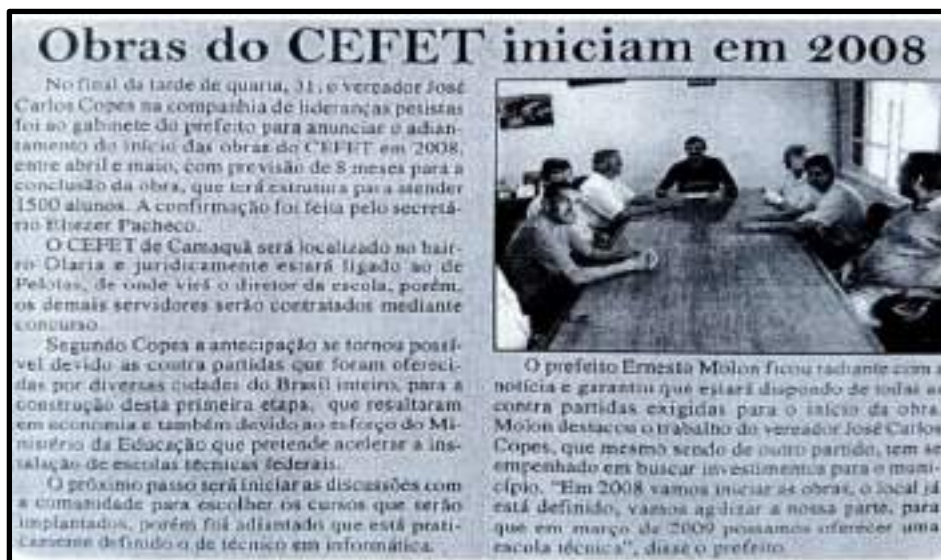 Obras do CEFET iniciam em 2008
No final da tarde de quarta, 31, o vereador José
Carlos Copes na companhia de lideranças petistas
foi ao gabinete do prefeito para anunciar o adian-
tamento do início das obras do CEFET em 2008,
entre abril e maio, com previsão de 8 meses para a
conclusão da obra, que terá estrutura para atender
1500 alunos. A confirmação foi feita pelo secretá-
rio Eliezer Pacheco.
O CEFET de Camaquã será localizado no bair-
ro Olaria e juridicamente estará ligado ao de
Pelotas, de onde virá o diretor da escola, porém,
os demais servidores serão contratados mediante
concurso.
Segundo Copes a antecipação se tornou possí-
vel devido as contra partidas que foram ofereci-
das por diversas cidades do Brasil inteiro, para a
construção desta primeira etapa, que resultaram
em economia e também devido ao esforço do Mi-
nistério da Educação que pretende acelerar a ins-
talação de escolas técnicas federais.
O próximo passo será iniciar as discussões com
a comunidade para escolher os cursos que serão
implantados, porém foi adiantado que está prati-
camente definido o de técnico em informática.
O prefeito Ernesto Molon ficou radiante com a
notícia e garantiu que estará dispondo de todas as
contra partidas exigidas para o início da obra.
Molon destacou o trabalho do vereador José Carlos
Copes, que mesmo sendo de outro partido, tem se
empenhado em buscar investimentos para o muni-
cípio. "Em 2008 vamos iniciar as obras, o local já
está definido, vamos agilizar a nossa parte, para
que em março de 2009 possamos oferecer uma
escola técnica", disse o prefeito.